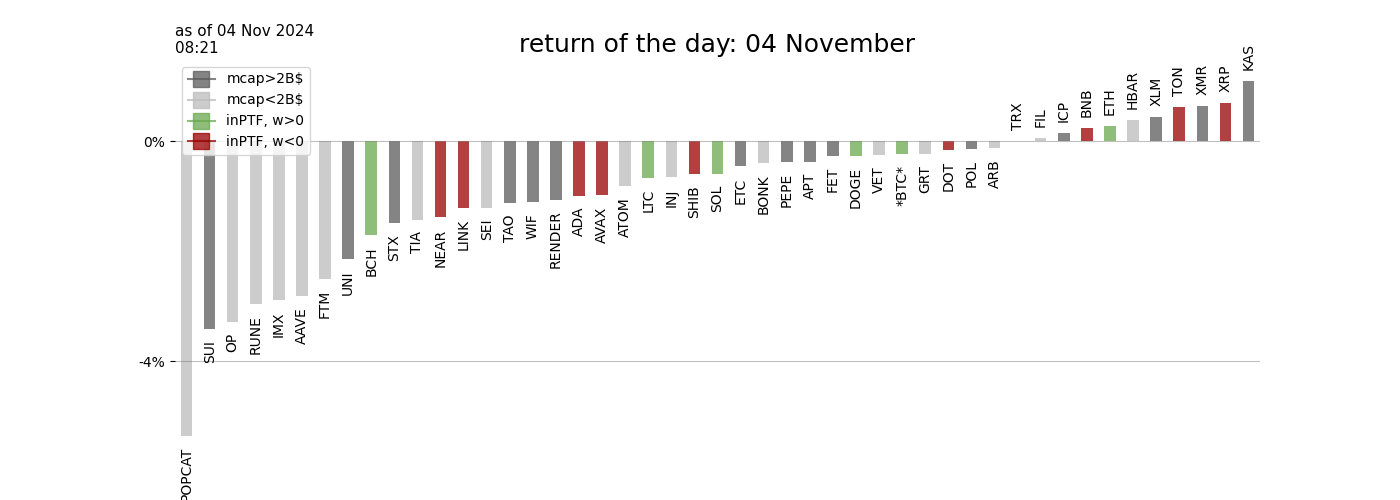 as of 04 Nov 2024
08:21
return of the day: 04 November
mcap>2B$
mcap<2B$
inPTF, w>0
inPTF, w<0
0%
-4%
POPCAT
SUI
OP
RUNE
IMX
AAVE
FTM
UNI
BCH
STX
TIA
NEAR
LINK
SEI
TAO
WIF
RENDER
ADA
AVAX
ATOM
LTC
INJ
SHIB
SOL
ETC
BONK
PEPE
APT
FET
DOGE
VET
*BTC*
GRT
DOT
POL
ARB
TRX
FIL
ICP
BNB
ETH
HBAR
XLM
TON
XMR
XRP
KAS